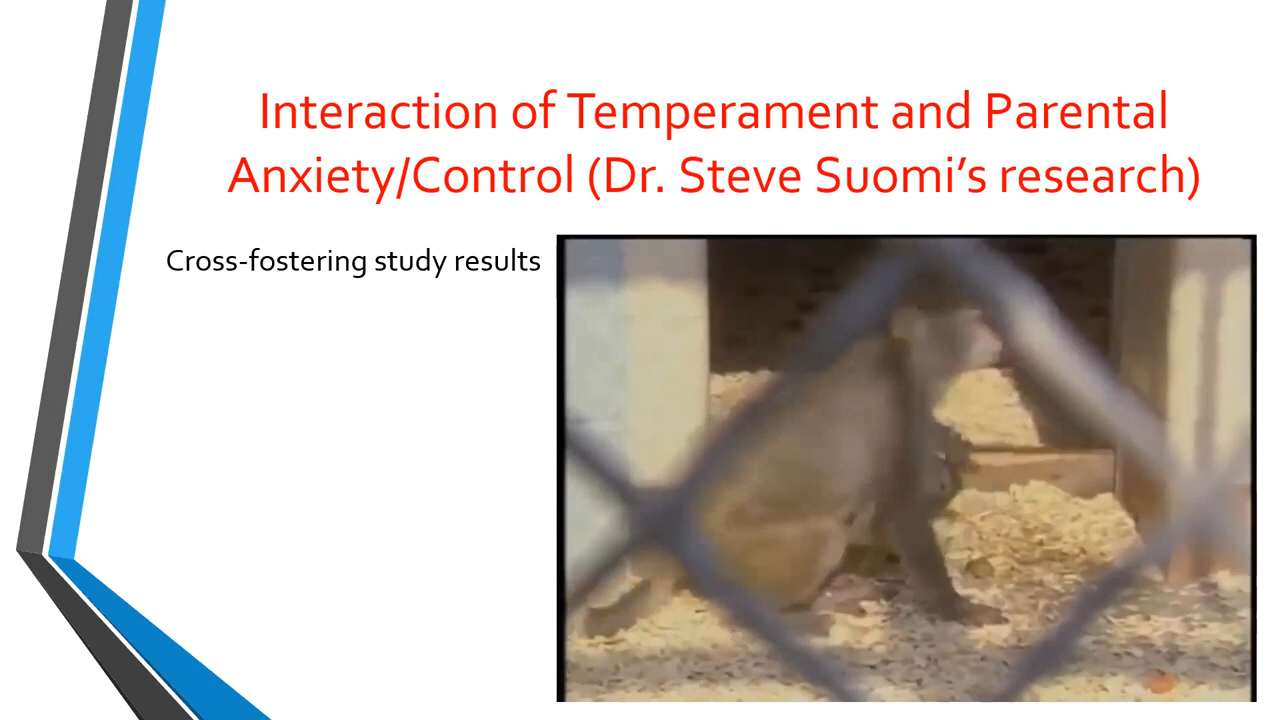 Interaction of Temperament and Parental
Anxiety/Control (Dr. Steve Suomi’s research)
Cross-fostering study results